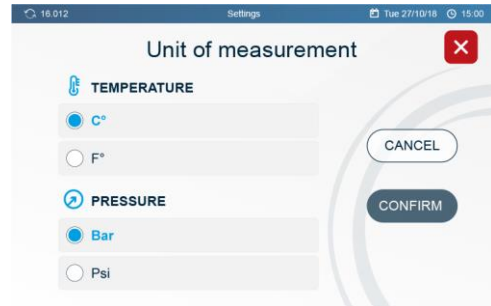 16.012 Settings Tue 27/10/18 15:00
Unit of measurement
TEMPERATURE
C°
F°
CANCEL
PRESSURE
CONFIRM
Bar
Psi